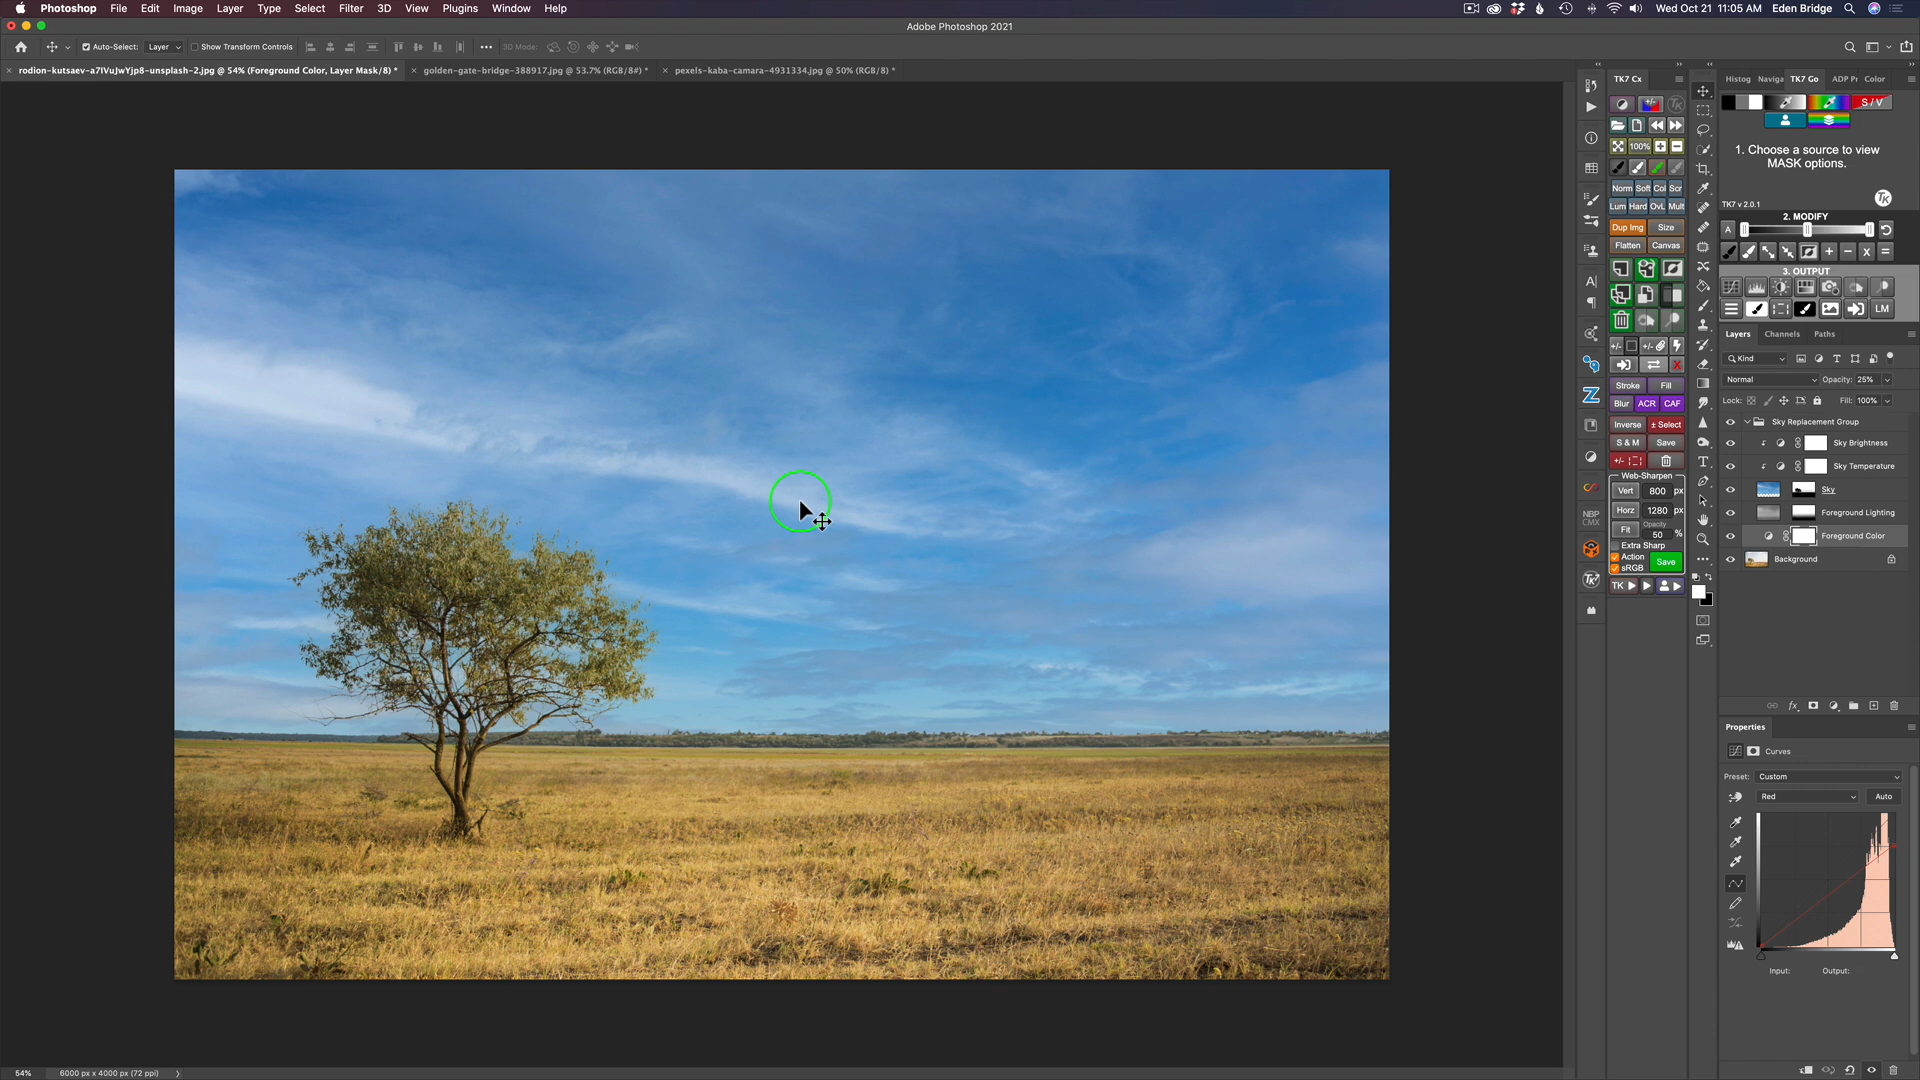 Photoshop File Edit Image Layer Type Select Filter 3D View Plugins Window Help Wed Oct 21 11:05 AM Eden Bridge
Adobe Photoshop 2021
Auto-Select: Layer Show Transform Controls 3D Mode:
rodion-kutsaev-a7IVuJwYjp8-unsplash-2.jpg @ 54% (Foreground Color, Layer Mask/8) * golden-gate-bridge-388917.jpg @ 53.7% (RGB/8#) * pexels-kaba-camara-4931334.jpg @ 50% (RGB/8) *
TK7 Cx
100%
Norm Soft Col Scr
Lum Hard OvL Mult
Dup Img Size
Flatten Canvas
Stroke Fill
Blur ACR CAF
Inverse ± Select
S & M Save
Web-Sharpen
Vert 800 px
Horz 1280 px
Opacity
Fit 50 %
Extra Sharp
Action
sRGB
Save
TK
NBP
CMX
Histog Naviga TK7 Go ADP Pr Color
S / V
1. Choose a source to view
MASK options.
TK7 v 2.0.1
TK
2. MODIFY
A
3. OUTPUT
LM
Layers Channels Paths
Kind
Normal Opacity: 25%
Lock: Fill: 100%
Sky Replacement Group
Sky Brightness
Sky Temperature
Sky
Foreground Lighting
Foreground Color
Background
Properties
Curves
Preset: Custom
Red Auto
Input: Output:
54% 6000 px x 4000 px (72 ppi)